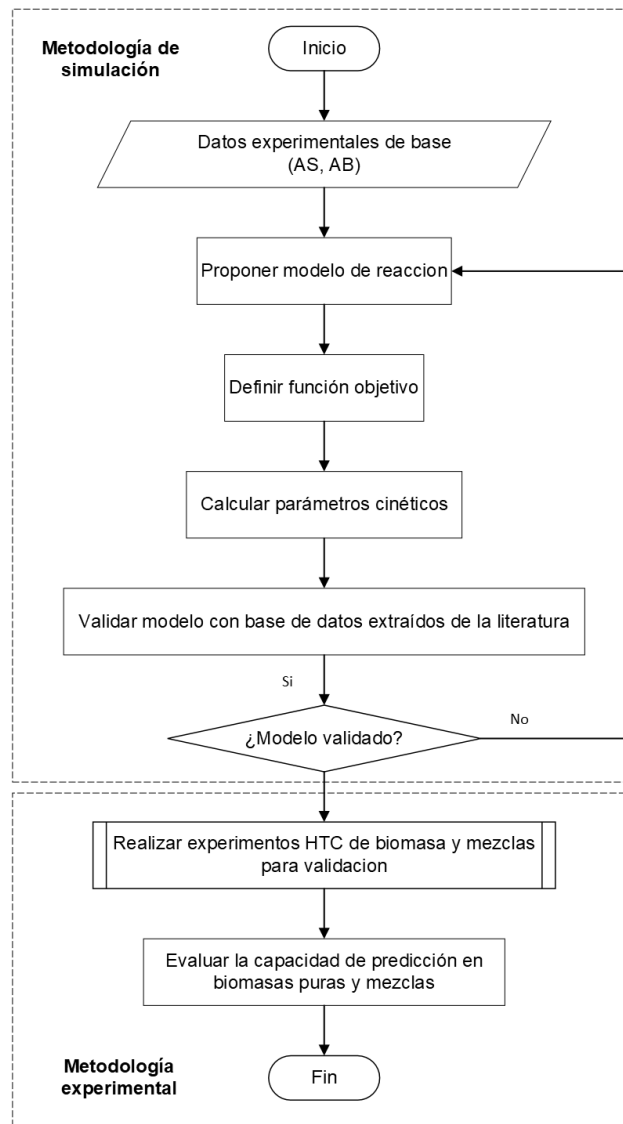 Metodología de
simulación
Inicio
Datos experimentales de base
(AS, AB)
Proponer modelo de reaccion
Definir función objetivo
Calcular parámetros cinéticos
Validar modelo con base de datos extraídos de la literatura
Si
No
¿Modelo validado?
Realizar experimentos HTC de biomasa y mezclas
para validacion
Evaluar la capacidad de predicción en
biomasas puras y mezclas
Metodología
experimental
Fin